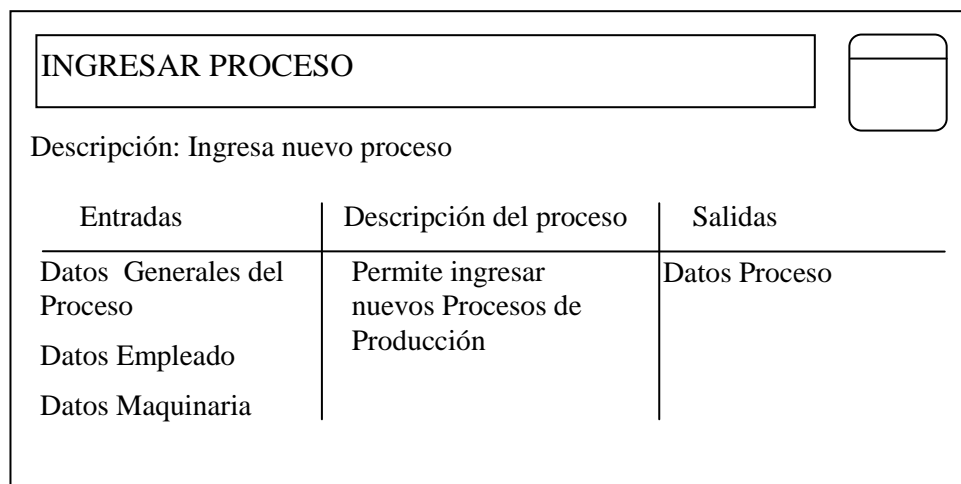 INGRESAR PROCESO
Descripción: Ingresa nuevo proceso
Entradas
Descripción del proceso
Salidas
Datos Generales del
Proceso
Datos Empleado
Datos Maquinaria
Permite ingresar
nuevos Procesos de
Producción
Datos Proceso